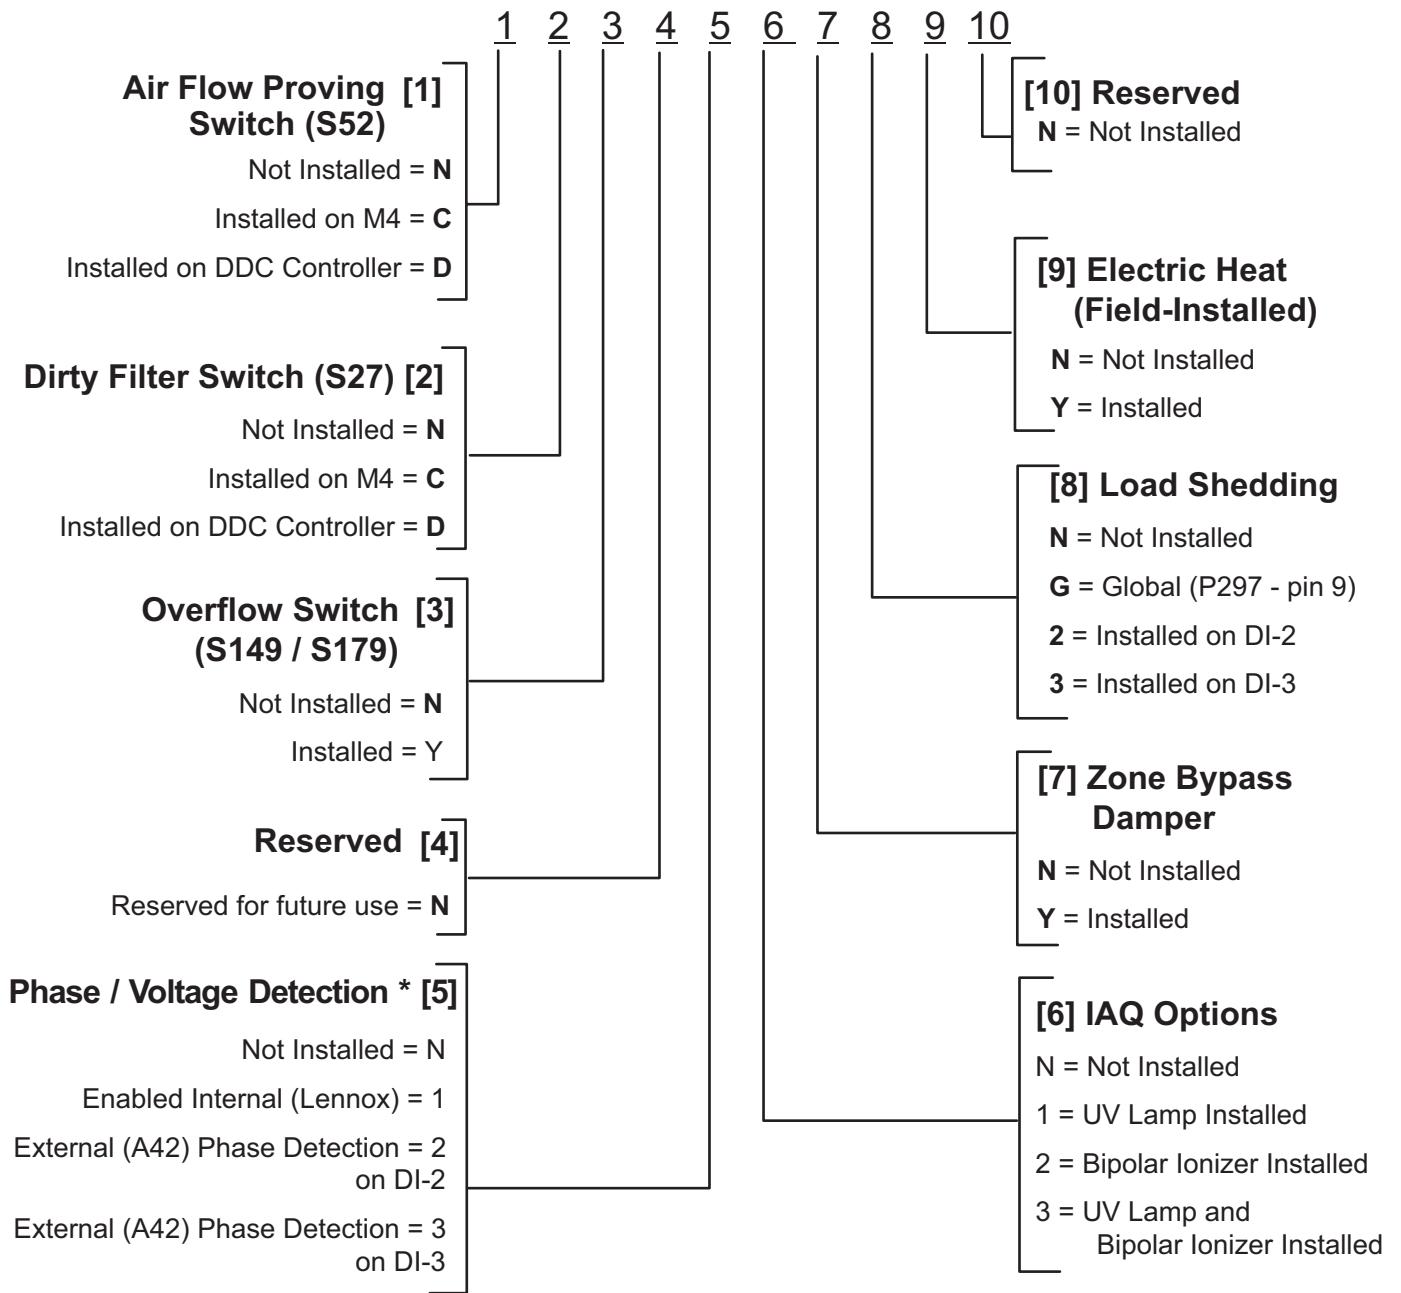 1 2 3 4 5 6 7 8 9 10
Air Flow Proving [1]
Switch (S52)
Not Installed = N
Installed on M4 = C
Installed on DDC Controller = D
Dirty Filter Switch (S27) [2]
Not Installed = N
Installed on M4 = C
Installed on DDC Controller = D
Overflow Switch [3]
(S149 / S179)
Not Installed = N
Installed = Y
Reserved [4]
Reserved for future use = N
Phase / Voltage Detection * [5]
Not Installed = N
Enabled Internal (Lennox) = 1
External (A42) Phase Detection = 2
on DI-2
External (A42) Phase Detection = 3
on DI-3
[10] Reserved
N = Not Installed
[9] Electric Heat
(Field-Installed)
N = Not Installed
Y = Installed
[8] Load Shedding
N = Not Installed
G = Global (P297 - pin 9)
2 = Installed on DI-2
3 = Installed on DI-3
[7] Zone Bypass
Damper
N = Not Installed
Y = Installed
[6] IAQ Options
N = Not Installed
1 = UV Lamp Installed
2 = Bipolar Ionizer Installed
3 = UV Lamp and
Bipolar Ionizer Installed